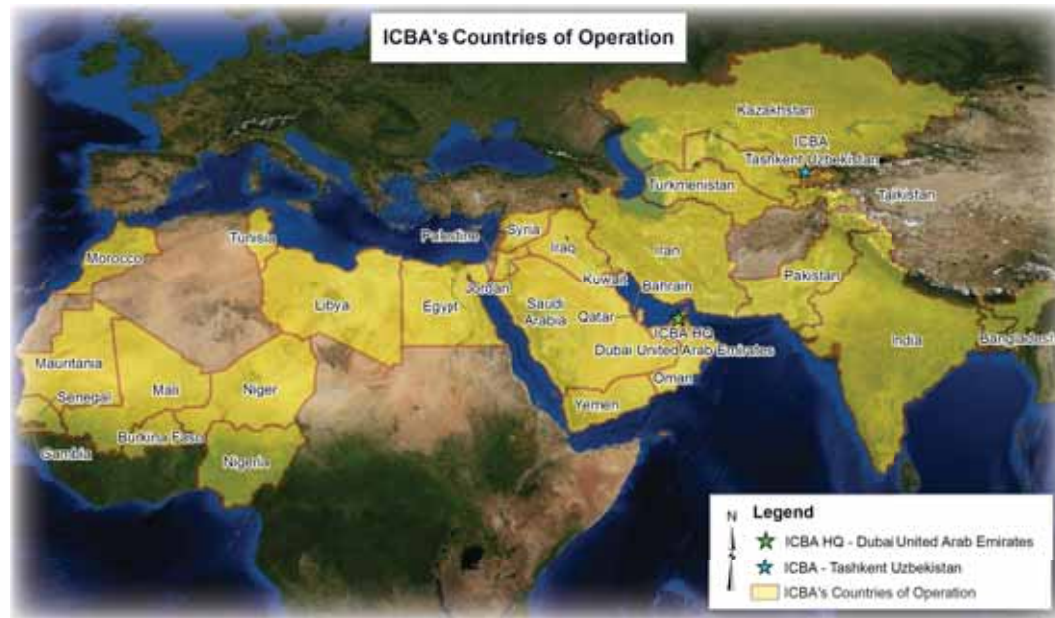 ICBA's Countries of Operation
Kazakhstan
ICBA
Tashkent Uzbekistan
Turkmenistan
Tajikistan
Tunisia
Palestine
Syria
Morocco
Iraq
Iran
Kuwait
Pakistan
Jordan
Bahrain
Libya
Egypt
Saudi
Arabia
Qatar
ICBA HQ
Dubai United Arab Emirates
India
Bangladesh
Mauritania
Mali
Niger
Senegal
Oman
Yemen
Burkina Faso
Gambia
Nigeria
N
Legend
ICBA HQ - Dubai United Arab Emirates
ICBA - Tashkent Uzbekistan
ICBA's Countries of Operation